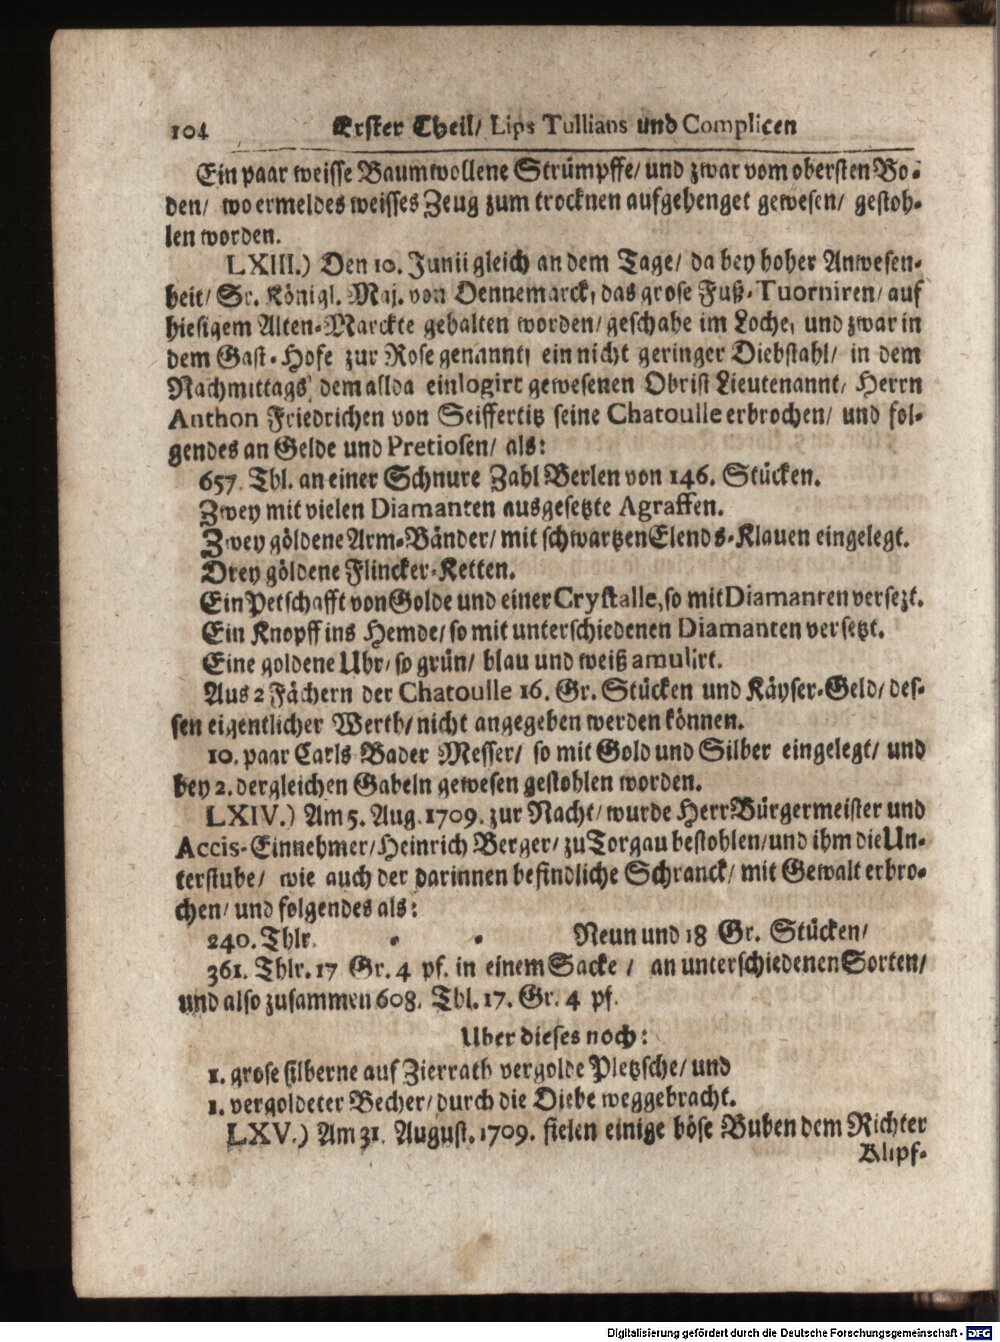 104 Erster Theil/ Lips Tullians und Complicen
Ein paar weisse Baumwollene Strümpffe/ und zwar vom obersten Bo-
den/ wo ermeldes weisses Zeug zum trocknen aufgehenget gewesen/ gestoh-
len worden.
LXIII.) Den 10. Junii gleich an dem Tage/ da bey hoher Anwesen-
heit/ Sr. Königl. Maj. von Dennemarck, das grose Fuß-Tuorniren/ auf
hiesigem Alten-Marckte gehalten worden/ geschahe im Loche, und zwar in
dem Gast-Hofe zur Rose genannt, ein nicht geringer Diebstahl/ in dem
Nachmittags, dem allda einlogirt gewesenen Obrist Lieutenannt/ Herrn
Anthon Friedrichen von Seiffertitz seine Chatoulle erbrochen/ und fol-
gendes an Gelde und Pretiosen/ als:
657. Thl. an einer Schnure Zahl Berlen von 146. Stücken.
Zwey mit vielen Diamanten ausgesetzte Agraffen.
Zwey göldene Arm-Bänder/ mit schwartzen Elends-Klauen eingelegt.
Drey göldene Flincker-Ketten.
Ein Petschafft von Golde und einer Crystalle, so mit Diamanten versezt.
Ein Knopff ins Hemde/ so mit unterschiedenen Diamanten versetzt.
Eine goldene Uhr/ so grün/ blau und weiß amulirt.
Aus 2 Fächern der Chatoulle 16. Gr. Stücken und Käyser-Geld/ des-
sen eigentlicher Werth/ nicht angegeben werden können.
10. paar Carls Bader Messer/ so mit Gold und Silber eingelegt/ und
bey 2. dergleichen Gabeln gewesen gestohlen worden.
LXIV.) Am 5. Aug. 1709. zur Nacht/ wurde Herr Bürgermeister und
Accis-Einnehmer/ Heinrich Berger/ zu Torgau bestohlen/ und ihm die Un-
terstube/ wie auch der darinnen befindliche Schranck/ mit Gewalt erbro-
chen/ und folgendes als:
240. Thlr. - - Neun und 18 Gr. Stücken/
361. Thlr. 17 Gr. 4 pf. in einem Sacke / an unterschiedenen Sorten/
und also zusammen 608. Thl. 17. Gr. 4 pf.
Uber dieses noch:
1. grose silberne auf Zierrath vergolde Pletzsche/ und
1. vergoldeter Becher/ durch die Diebe weggebracht.
LXV.) Am 31. August. 1709. fielen einige böse Buben dem Richter
Klipf-
Digitalisierung gefördert durch die Deutsche Forschungsgemeinschaft - DFG